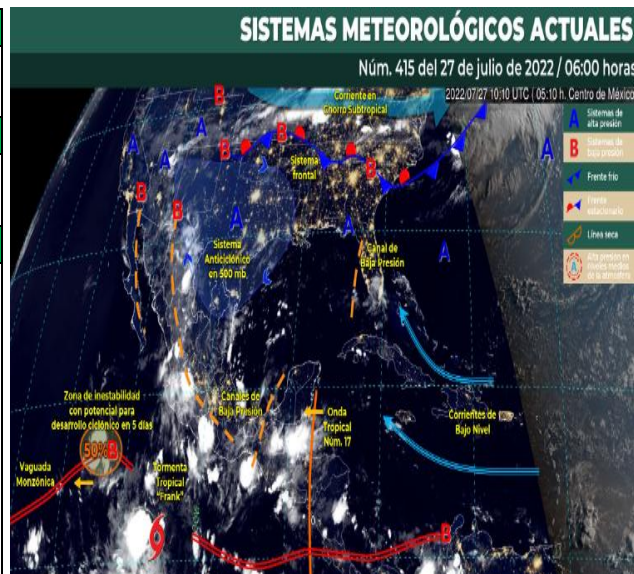 SISTEMAS METEOROLÓGICOS ACTUALES
Núm. 415 del 27 de julio de 2022 / 06:00 horas
2022/07/27 10:10 UTC ( 05:10 h. Centro de México)
Corriente en
Chorro Subtropical
B
A
A
A
B
B
B
B
B
B
Sistema
frontal
A
A
A
A
Sistema
Anticiclónico
en 500 mb
Canal de
Baja Presión
A
Sistemas de
alta presión
B
Sistemas de
baja presión
Frente frío
Frente
estacionario
Línea seca
A
Alta presión en
niveles medios
de la atmósfera
Zona de inestabilidad
con potencial para
desarrollo ciclónico en 5 días
50%
B
Canales de
Baja Presión
Onda
Tropical
Núm. 17
Corrientes de
Bajo Nivel
Vaguada
Monzónica
Tormenta
Tropical
"Frank"
B